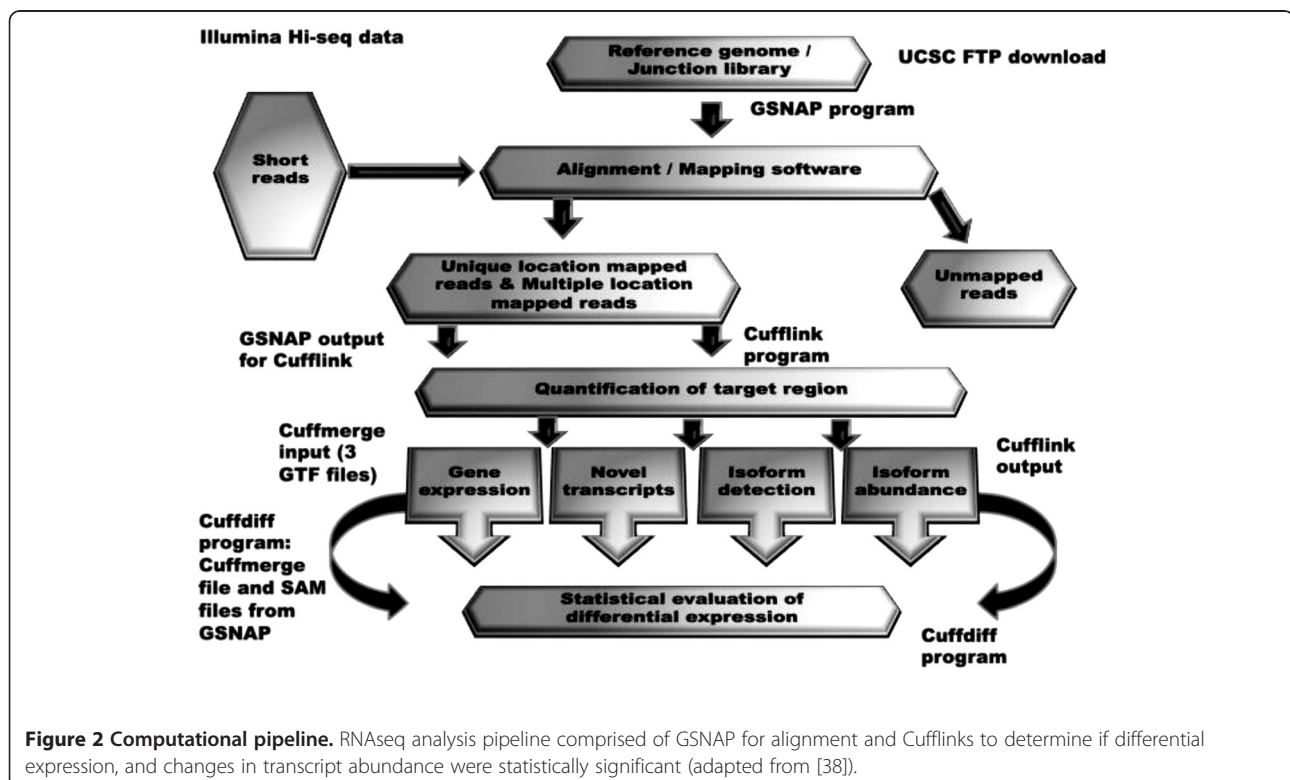 Illumina Hi-seq data
Reference genome /
Junction library
UCSC FTP download
GSNAP program
Short
reads
Alignment / Mapping software
Unique location mapped
reads & Multiple location
mapped reads
Unmapped
reads
GSNAP output
for Cufflink
Cufflink
program
Quantification of target region
Cuffmerge
input (3
GTF files)
Gene
expression
Novel
transcripts
Isoform
detection
Isoform
abundance
Cufflink
output
Cuffdiff
program:
Cuffmerge
file and SAM
files from
GSNAP
Statistical evaluation of
differential expression
Cuffdiff
program
Figure 2 Computational pipeline. RNAseq analysis pipeline comprised of GSNAP for alignment and Cufflinks to determine if differential
expression, and changes in transcript abundance were statistically significant (adapted from [38]).